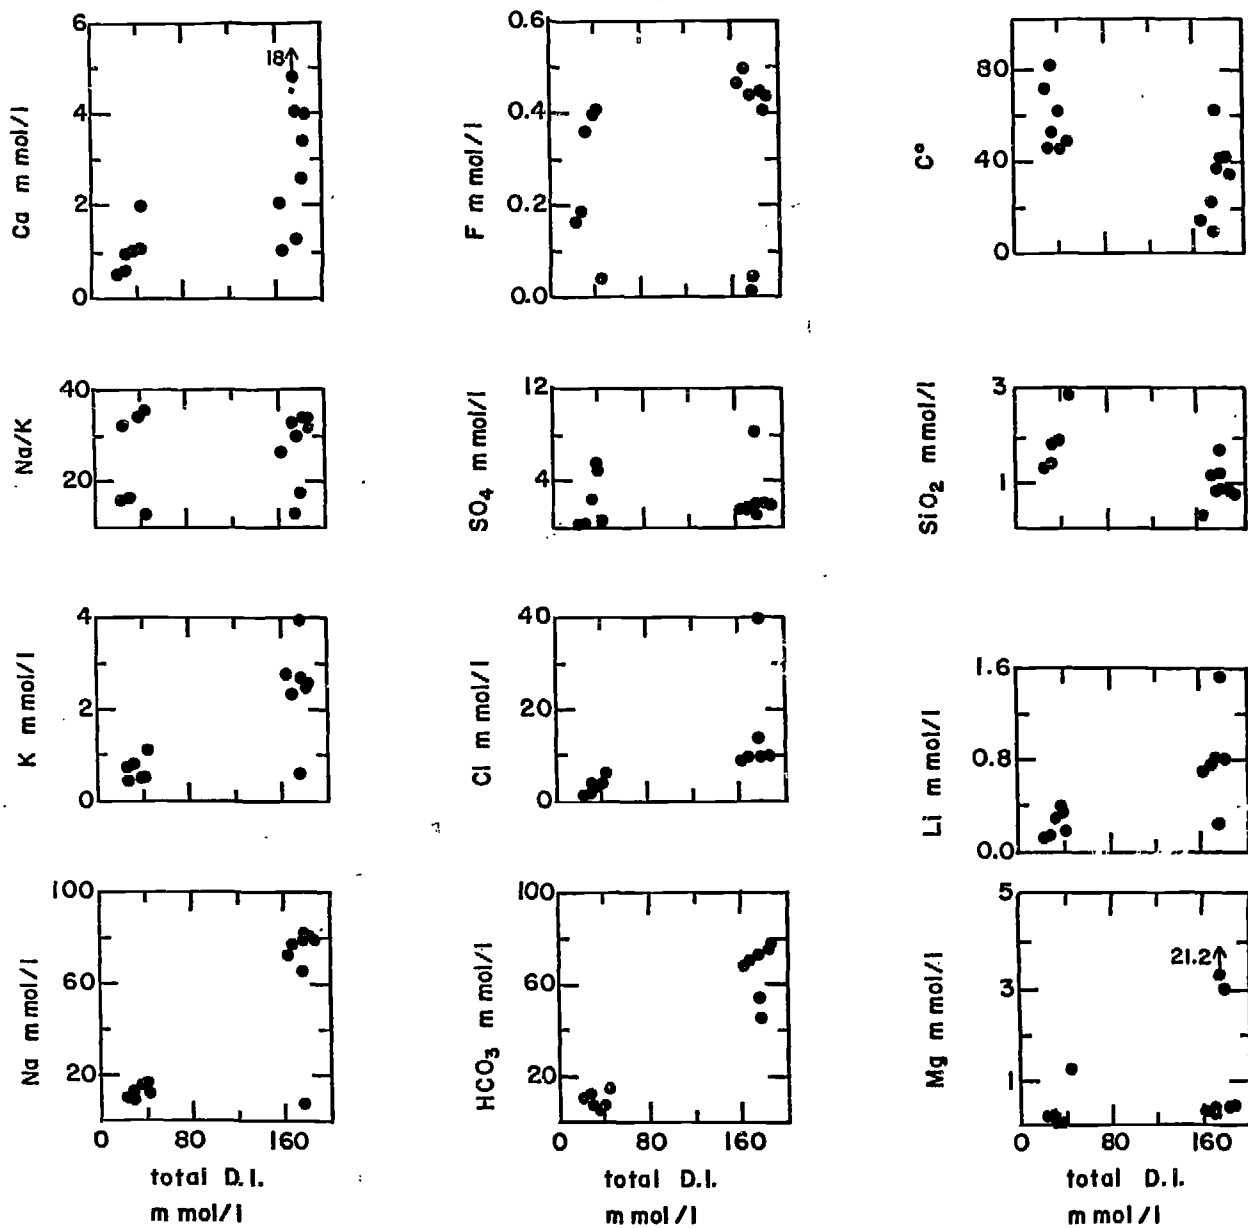 6
4
2
0
Ca m mol/l
18
0.6
0.4
0.2
0.0
F m mol/l
80
40
0
C°
40
20
Na/K
12
4
SO₄ m mol/l
3
1
SiO₂ m mol/l
4
2
0
K m mol/l
40
20
0
Cl m mol/l
1.6
0.8
0.0
Li m mol/l
100
60
20
Na m mol/l
0 80 160
total D.I.
m mol/l
100
60
20
HCO₃ m mol/l
0 80 160
total D.I.
m mol/l
5
3
1
Mg m mol/l
21.2
0 80 160
total D.I.
m mol/l